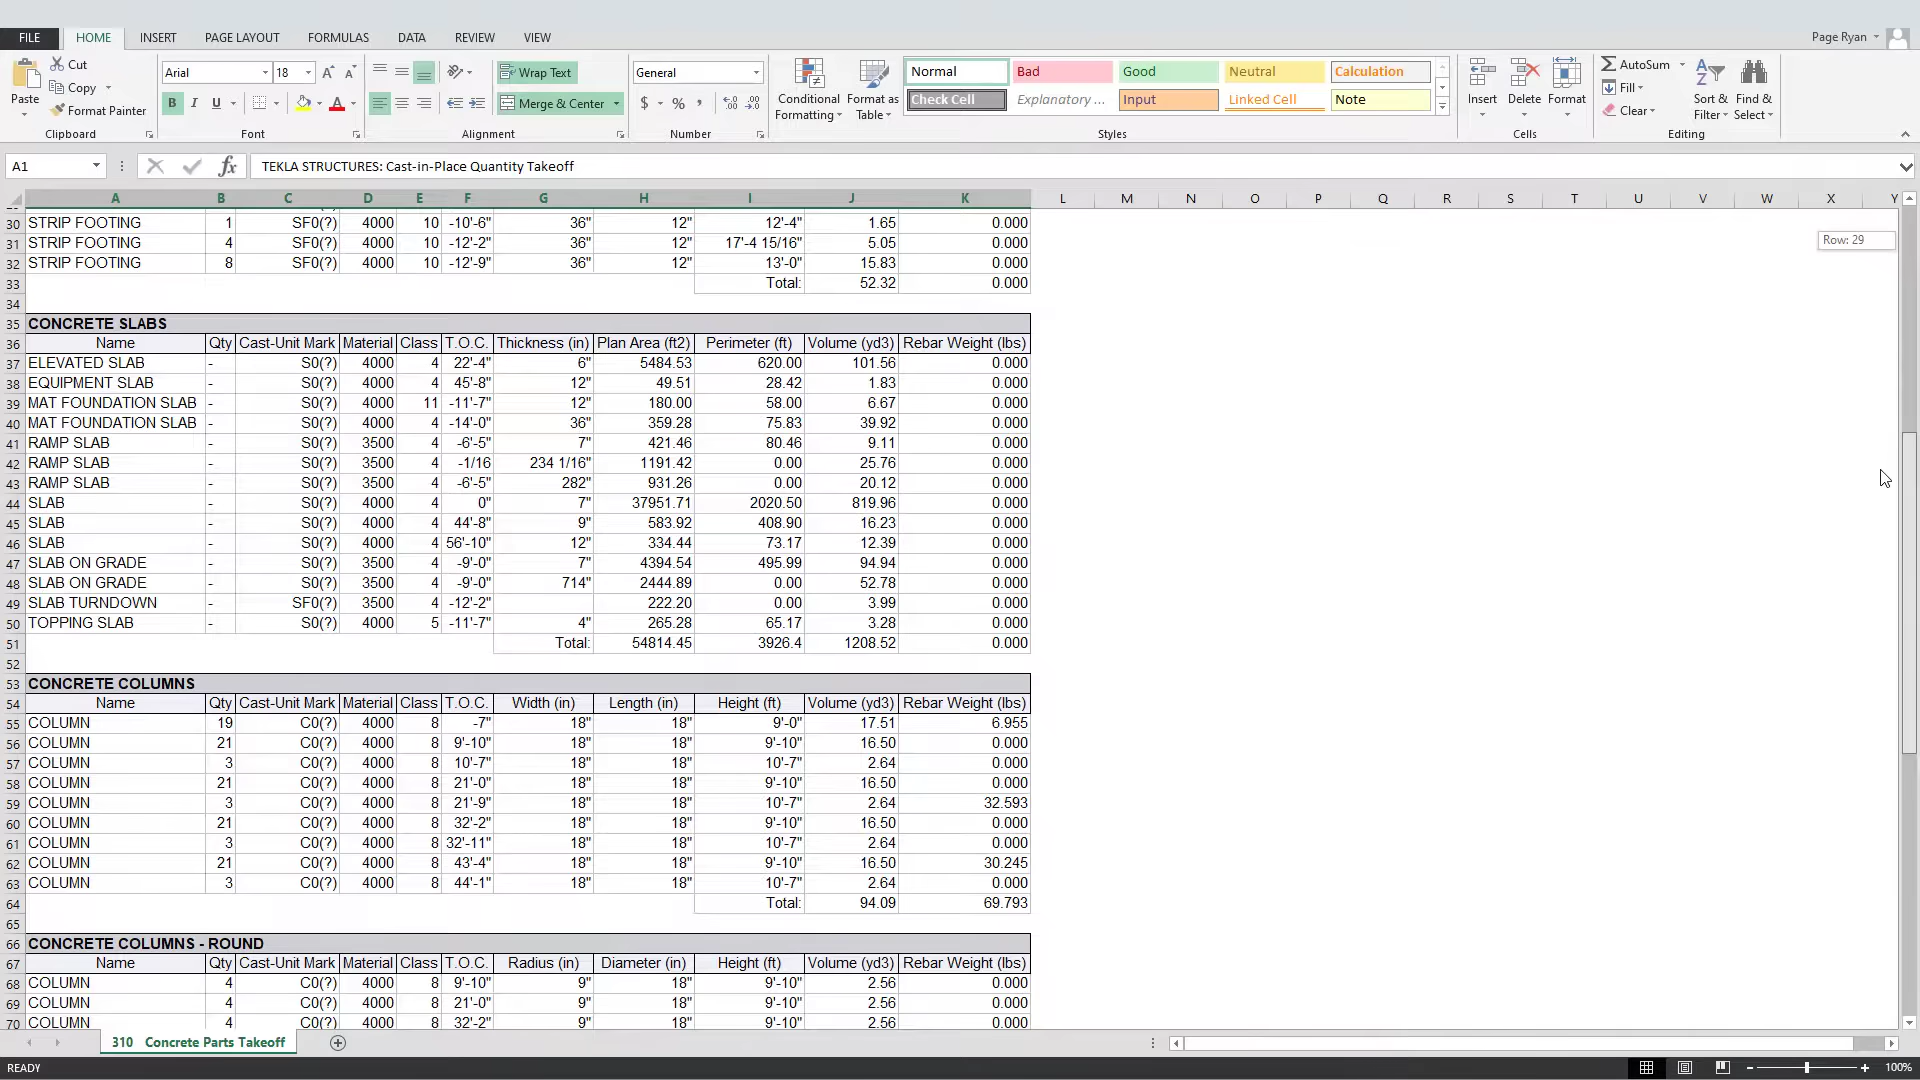 FILE HOME INSERT PAGE LAYOUT FORMULAS DATA REVIEW VIEW Page Ryan
Paste Cut Copy Format Painter Clipboard
Arial 18 A A B I U A Font
Wrap Text Merge & Center Alignment
General $ % , Number
Conditional Formatting Format as Table
Normal Bad Good Neutral Calculation
Check Cell Explanatory ... Input Linked Cell Note
Styles
Insert Delete Format Cells
AutoSum Fill Clear Sort & Filter Find & Select Editing
A1 fx TEKLA STRUCTURES: Cast-in-Place Quantity Takeoff
A B C D E F G H I J K L M N O P Q R S T U V W X Y
30 STRIP FOOTING 1 SF0(?) 4000 10 -10'-6" 36" 12" 12'-4" 1.65 0.000
Row: 29
31 STRIP FOOTING 4 SF0(?) 4000 10 -12'-2" 36" 12" 17'-4 15/16" 5.05 0.000
32 STRIP FOOTING 8 SF0(?) 4000 10 -12'-9" 36" 12" 13'-0" 15.83 0.000
33 Total: 52.32 0.000
34
35 CONCRETE SLABS
36 Name Qty Cast-Unit Mark Material Class T.O.C. Thickness (in) Plan Area (ft2) Perimeter (ft) Volume (yd3) Rebar Weight (lbs)
37 ELEVATED SLAB - S0(?) 4000 4 22'-4" 6" 5484.53 620.00 101.56 0.000
38 EQUIPMENT SLAB - S0(?) 4000 4 45'-8" 12" 49.51 28.42 1.83 0.000
39 MAT FOUNDATION SLAB - S0(?) 4000 11 -11'-7" 12" 180.00 58.00 6.67 0.000
40 MAT FOUNDATION SLAB - S0(?) 4000 4 -14'-0" 36" 359.28 75.83 39.92 0.000
41 RAMP SLAB - S0(?) 3500 4 -6'-5" 7" 421.46 80.46 9.11 0.000
42 RAMP SLAB - S0(?) 3500 4 -1/16 234 1/16" 1191.42 0.00 25.76 0.000
43 RAMP SLAB - S0(?) 3500 4 -6'-5" 282" 931.26 0.00 20.12 0.000
44 SLAB - S0(?) 4000 4 0" 7" 37951.71 2020.50 819.96 0.000
45 SLAB - S0(?) 4000 4 44'-8" 9" 583.92 408.90 16.23 0.000
46 SLAB - S0(?) 4000 4 56'-10" 12" 334.44 73.17 12.39 0.000
47 SLAB ON GRADE - S0(?) 3500 4 -9'-0" 7" 4394.54 495.99 94.94 0.000
48 SLAB ON GRADE - S0(?) 3500 4 -9'-0" 714" 2444.89 0.00 52.78 0.000
49 SLAB TURNDOWN - SF0(?) 3500 4 -12'-2" 222.20 0.00 3.99 0.000
50 TOPPING SLAB - S0(?) 4000 5 -11'-7" 4" 265.28 65.17 3.28 0.000
51 Total: 54814.45 3926.4 1208.52 0.000
52
53 CONCRETE COLUMNS
54 Name Qty Cast-Unit Mark Material Class T.O.C. Width (in) Length (in) Height (ft) Volume (yd3) Rebar Weight (lbs)
55 COLUMN 19 C0(?) 4000 8 -7" 18" 18" 9'-0" 17.51 6.955
56 COLUMN 21 C0(?) 4000 8 9'-10" 18" 18" 9'-10" 16.50 0.000
57 COLUMN 3 C0(?) 4000 8 10'-7" 18" 18" 10'-7" 2.64 0.000
58 COLUMN 21 C0(?) 4000 8 21'-0" 18" 18" 9'-10" 16.50 0.000
59 COLUMN 3 C0(?) 4000 8 21'-9" 18" 18" 10'-7" 2.64 32.593
60 COLUMN 21 C0(?) 4000 8 32'-2" 18" 18" 9'-10" 16.50 0.000
61 COLUMN 3 C0(?) 4000 8 32'-11" 18" 18" 10'-7" 2.64 0.000
62 COLUMN 21 C0(?) 4000 8 43'-4" 18" 18" 9'-10" 16.50 30.245
63 COLUMN 3 C0(?) 4000 8 44'-1" 18" 18" 10'-7" 2.64 0.000
64 Total: 94.09 69.793
65
66 CONCRETE COLUMNS - ROUND
67 Name Qty Cast-Unit Mark Material Class T.O.C. Radius (in) Diameter (in) Height (ft) Volume (yd3) Rebar Weight (lbs)
68 COLUMN 4 C0(?) 4000 8 9'-10" 9" 18" 9'-10" 2.56 0.000
69 COLUMN 4 C0(?) 4000 8 21'-0" 9" 18" 9'-10" 2.56 0.000
70 COLUMN 4 C0(?) 4000 8 32'-2" 9" 18" 9'-10" 2.56 0.000
310 Concrete Parts Takeoff
READY 100%